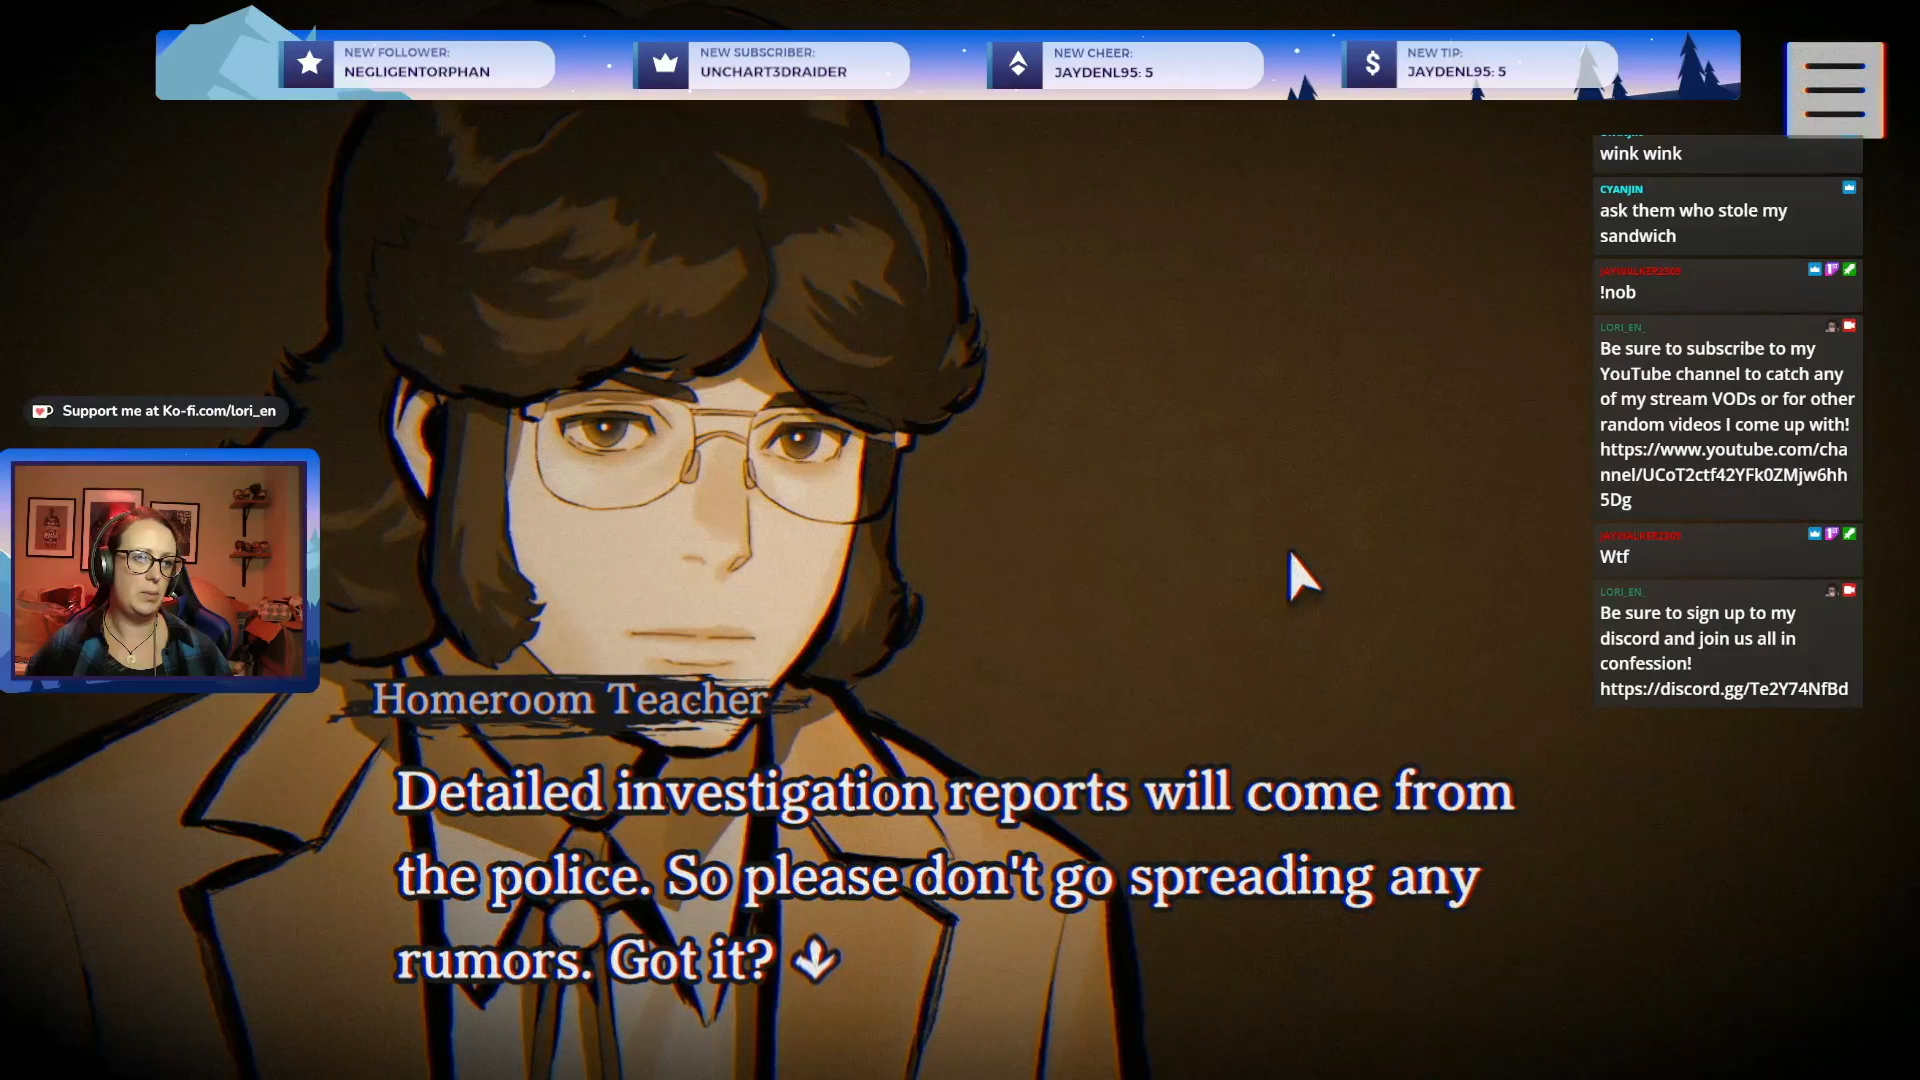 NEW FOLLOWER:
NEGLIGENTORPHAN
NEW SUBSCRIBER:
UNCHART3DRAIDER
NEW CHEER:
JAYDENL95: 5
NEW TIP:
JAYDENL95: 5
wink wink
CYANJIN
ask them who stole my
sandwich
JAYWALKER2309
!nob
LORI_EN_
Be sure to subscribe to my
YouTube channel to catch any
of my stream VODs or for other
random videos I come up with!
https://www.youtube.com/cha
nnel/UCoT2ctf42YFk0ZMjw6hh
5Dg
JAYWALKER2309
Wtf
LORI_EN_
Be sure to sign up to my
discord and join us all in
confession!
https://discord.gg/Te2Y74NfBd
Support me at Ko-fi.com/lori_en
Homeroom Teacher
Detailed investigation reports will come from
the police. So please don't go spreading any
rumors. Got it?